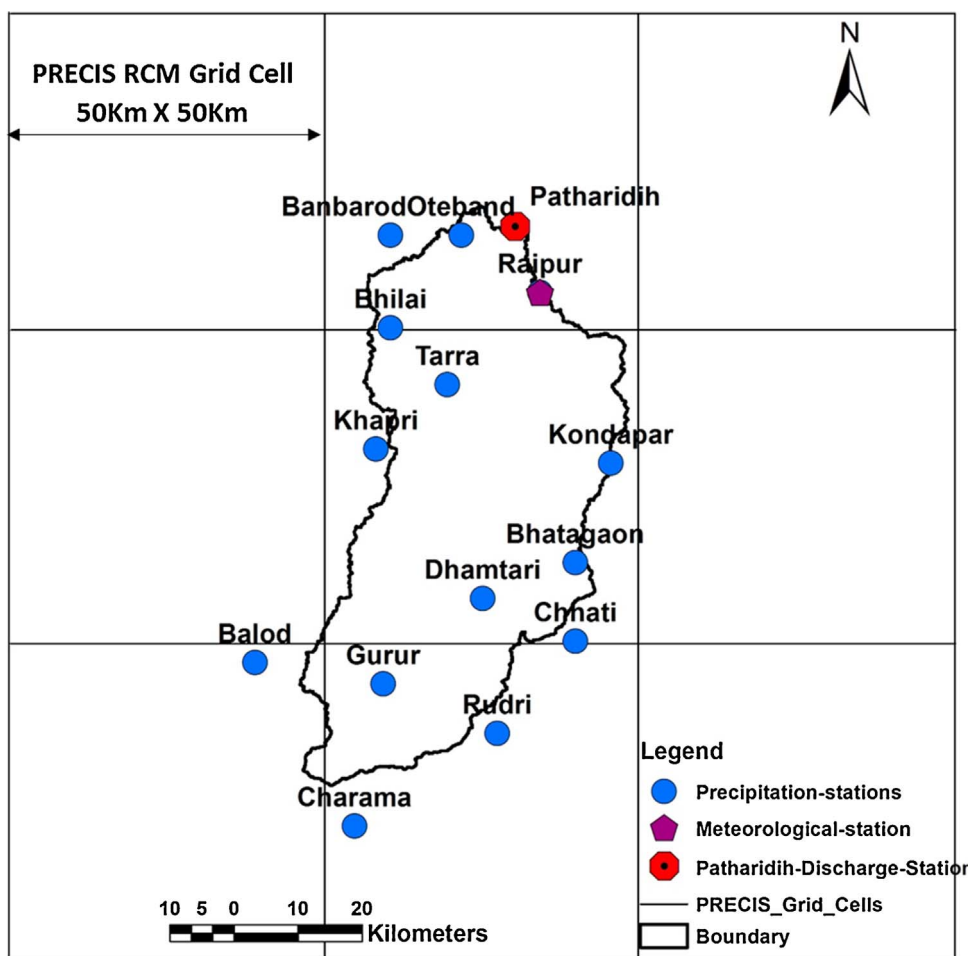 N
PRECIS RCM Grid Cell
50Km X 50Km
Banbarod
Oteband
Patharidih
Raipur
Bhilai
Tarra
Khapri
Kondapar
Bhatagaon
Dhamtari
Chhati
Balod
Gurur
Rudri
Charama
Legend
Precipitation-stations
Meteorological-station
Patharidih-Discharge-Station
PRECIS_Grid_Cells
Boundary
10 5 0 10 20
Kilometers